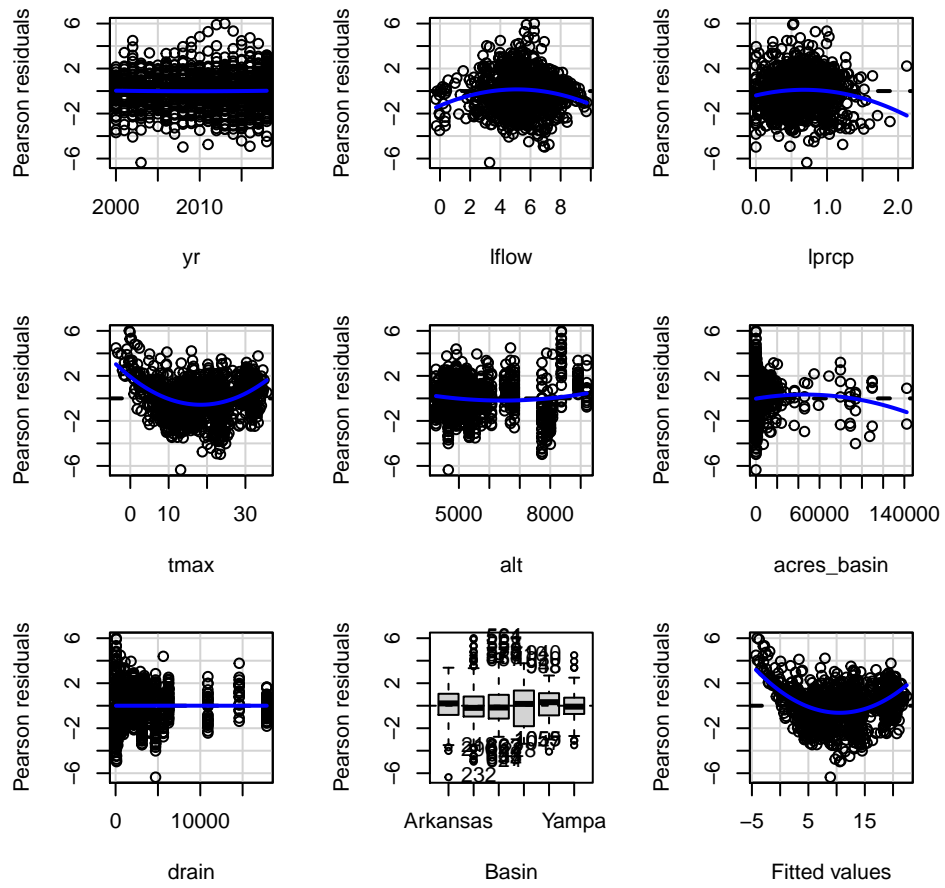 Pearson residuals
6
2
−2
−6
2000 2010
yr
Pearson residuals
6
2
−2
−6
0 2 4 6 8
lflow
Pearson residuals
6
2
−2
−6
0.0 1.0 2.0
lprcp
Pearson residuals
6
2
−2
−6
0 10 30
tmax
Pearson residuals
6
2
−2
−6
5000 8000
alt
Pearson residuals
6
2
−2
−6
0 60000 140000
acres_basin
Pearson residuals
6
2
−2
−6
0 10000
drain
Pearson residuals
6
2
−2
−6
232
Arkansas Yampa
Basin
Pearson residuals
6
2
−2
−6
−5 5 15
Fitted values